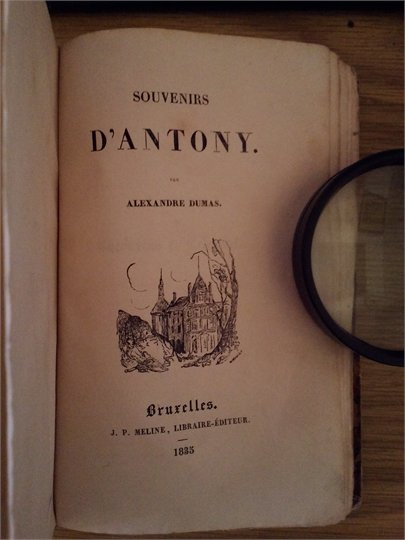 SOUVENIRS
D'ANTONY.
PAR
ALEXANDRE DUMAS.
Bruxelles.
J. P. MELINE, LIBRAIRE-ÉDITEUR.
1835